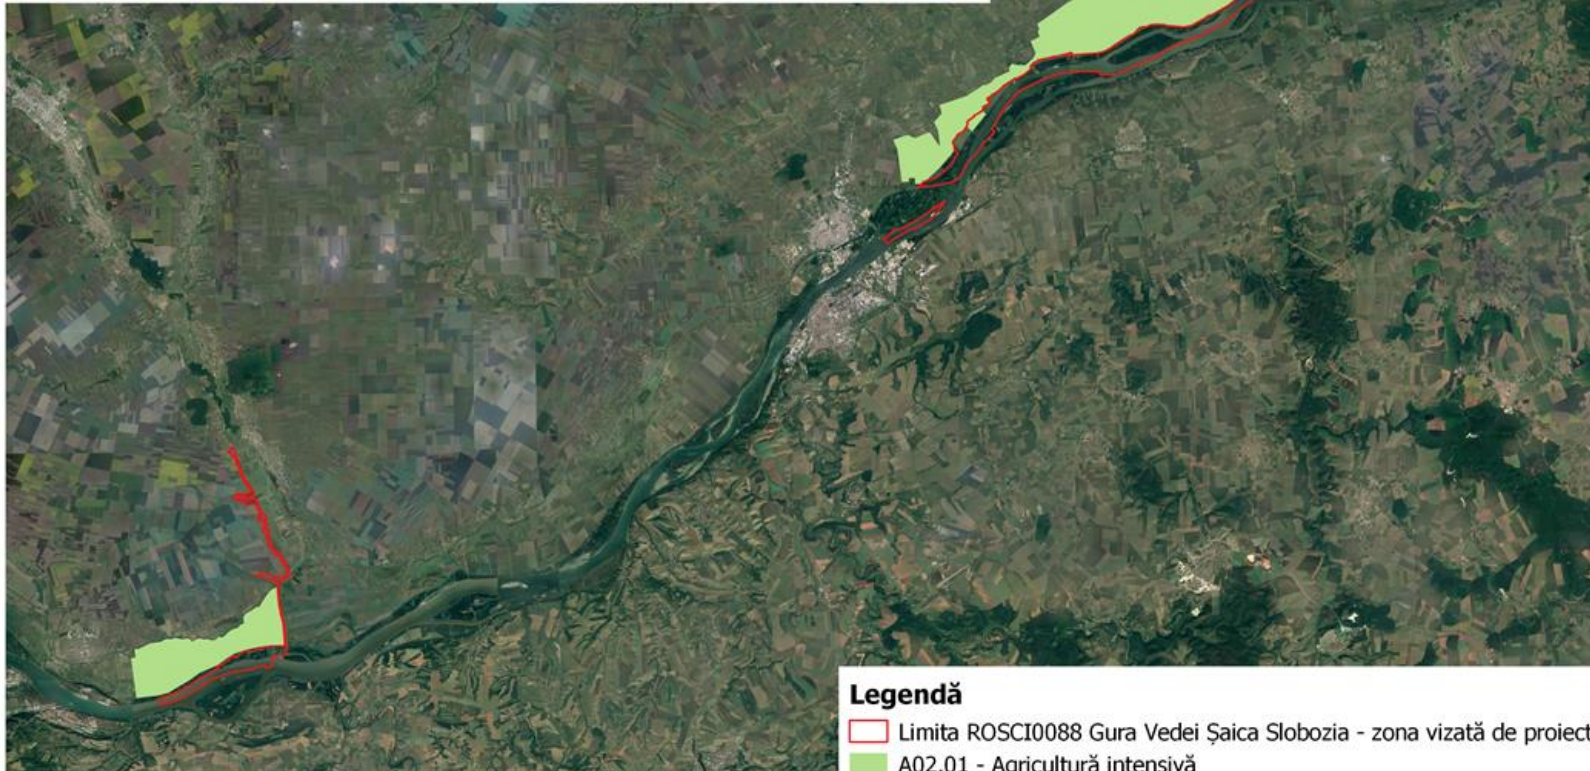 Legendă
Limita ROSCI0088 Gura Vedei Șaica Slobozia - zona vizată de proiect
A02.01 - Agricultură intensivă